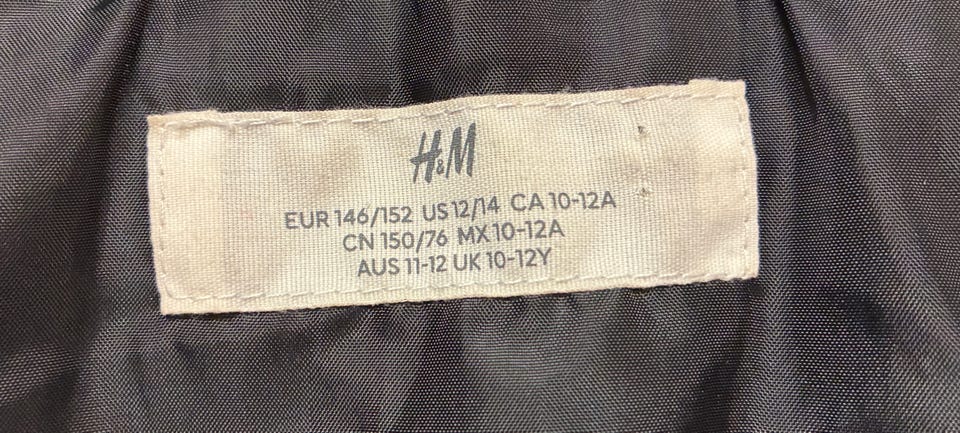 H&M
EUR 146/152 US 12/14 CA 10-12A
CN 150/76 MX 10-12A
AUS 11-12 UK 10-12Y